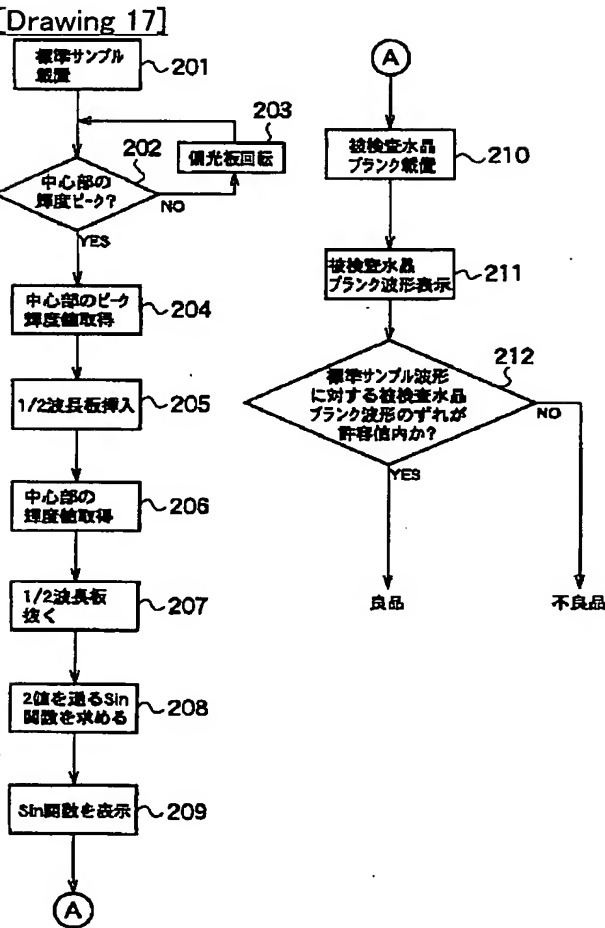 [Drawing 17]
標準サンプル
載置
201
203
偏光板回転
202
中心部の
輝度ピーク?
NO
YES
中心部のピーク
輝度値取得
204
1/2波長板挿入
205
中心部の
輝度値取得
206
1/2波長板
抜く
207
2値を通るSin
関数を求める
208
Sin関数を表示
209
A
A
被検査水晶
ブランク載置
210
被検査水晶
ブランク波形表示
211
212
標準サンプル波形
に対する被検査水晶
ブランク波形のずれが
許容値内か?
NO
YES
良品
不良品